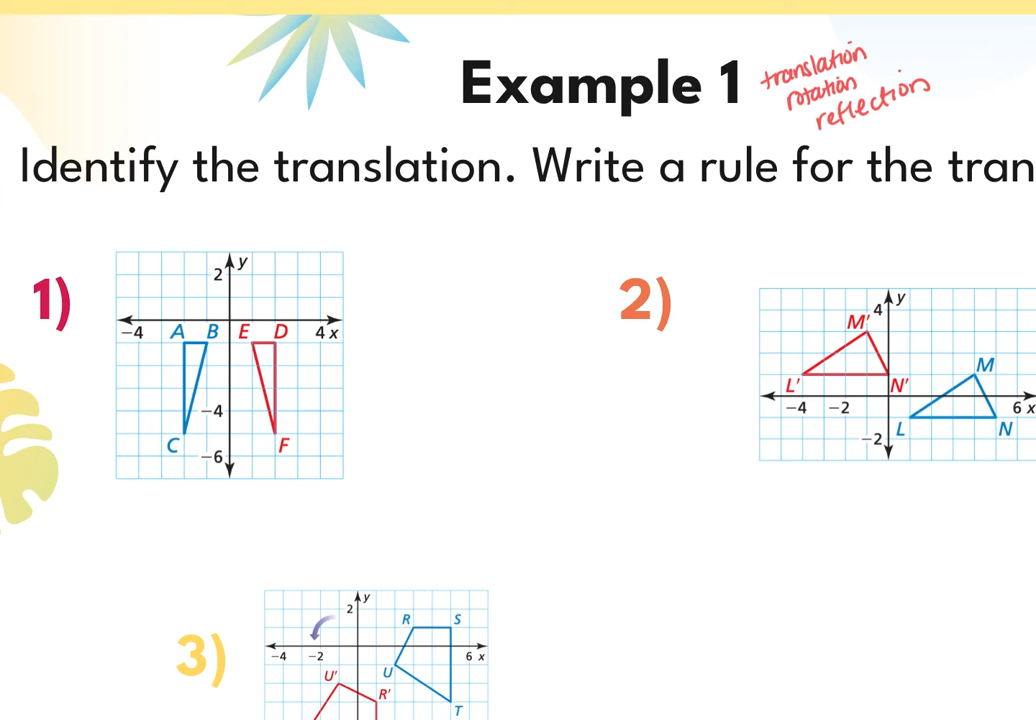 Example 1
translation
rotation
reflection
Identify the translation. Write a rule for the tran
1)
2 y
-4 A B E D 4 x
-4
C -6 F
2)
4 y
M'
M
L' N'
-4 -2 6 x
-2 L N
3)
2 y
R S
-4 -2 6 x
U' U
R'
T